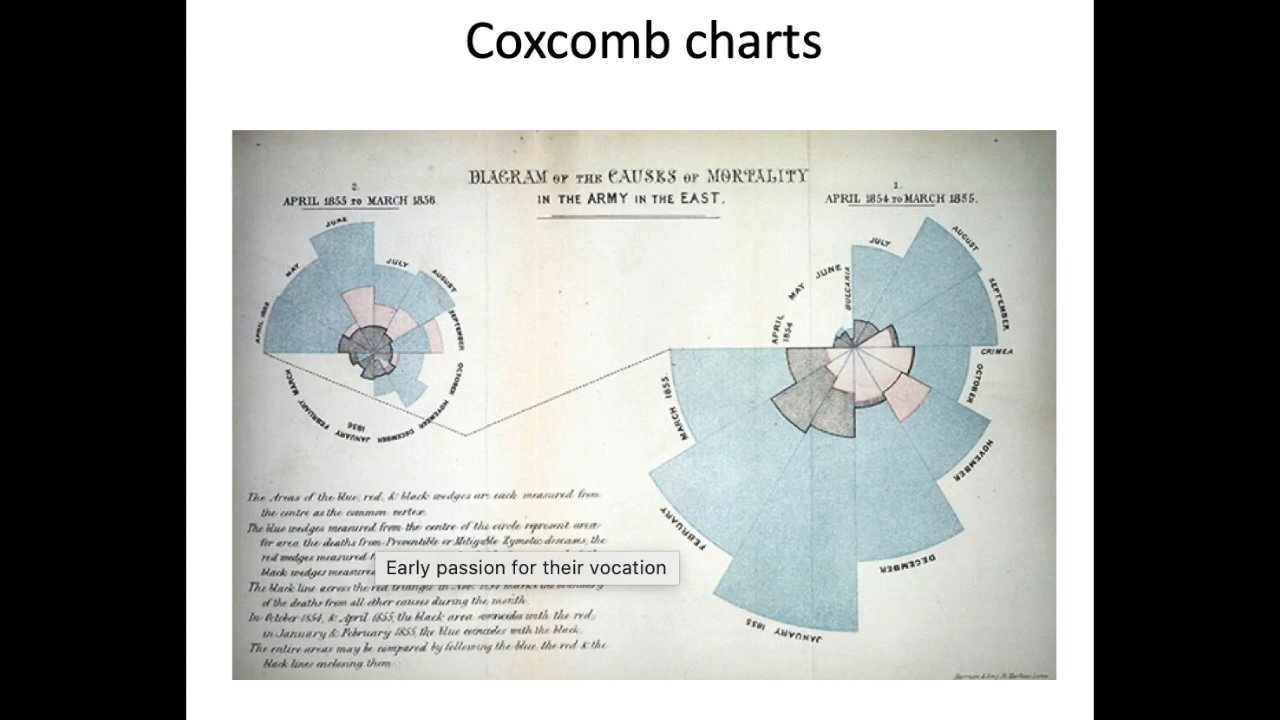 Coxcomb charts
DIAGRAM OF THE CAUSES OF MORTALITY
IN THE ARMY IN THE EAST.
2.
APRIL 1855 TO MARCH 1856
1.
APRIL 1854 TO MARCH 1855.
APRIL 1855
MAY
JUNE
JULY
AUGUST
SEPTEMBER
OCTOBER
NOVEMBER
DECEMBER
JANUARY
1856
FEBRUARY
MARCH
APRIL
1854
MAY
JUNE
BULGARIA
JULY
AUGUST
SEPTEMBER
CRIMEA
OCTOBER
NOVEMBER
DECEMBER
JANUARY 1855
FEBRUARY
MARCH 1855
The Areas of the blue, red, & black wedges are each measured from
the centre as the common vertex.
The blue wedges measured from the centre of the circle represent area
for area the deaths from Preventible or Mitigable Zymotic diseases, the
red wedges measured
black wedges measured
Early passion for their vocation
The black line across the red triangle in Nov. 1854 marks the boundary
of the deaths from all other causes during the month.
In October 1854, & April 1855, the black area coincides with the red,
in January & February 1855, the blue coincides with the black.
The entire areas may be compared by following the blue, the red & the
black lines enclosing them.